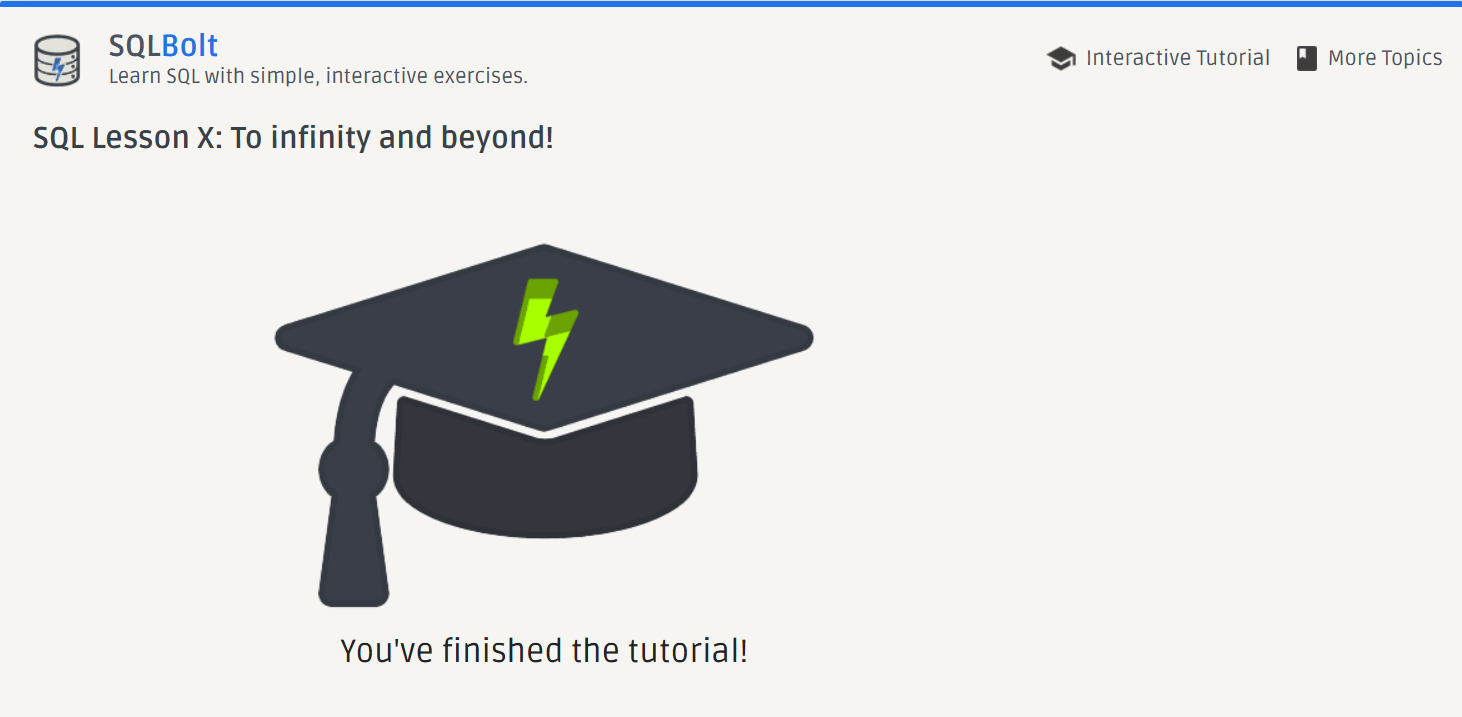 SQLBolt
Learn SQL with simple, interactive exercises.
Interactive Tutorial
More Topics
SQL Lesson X: To infinity and beyond!
You've finished the tutorial!